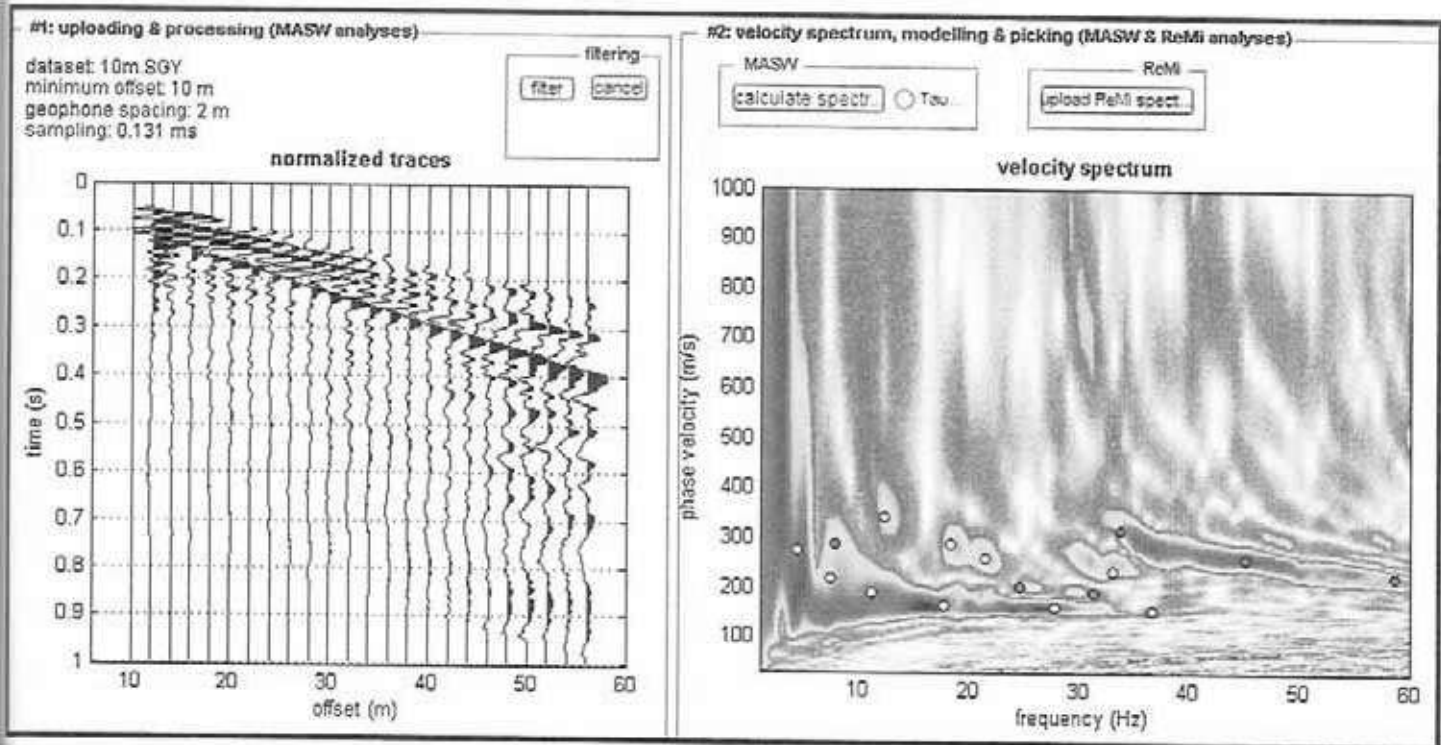 #1: uploading & processing (MASW analyses)
dataset: 10m.SGY
minimum offset: 10 m
geophone spacing: 2 m
sampling: 0.131 ms
filtering
filter
cancel
normalized traces
0
0.1
0.2
0.3
0.4
0.5
0.6
0.7
0.8
0.9
1
time (s)
10 20 30 40 50 60
offset (m)
#2: velocity spectrum, modelling & picking (MASW & ReMi analyses)
MASW
calculate spectr...
Tau...
ReMi
upload ReMi spect...
velocity spectrum
1000
900
800
700
600
500
400
300
200
100
phase velocity (m/s)
10 20 30 40 50 60
frequency (Hz)